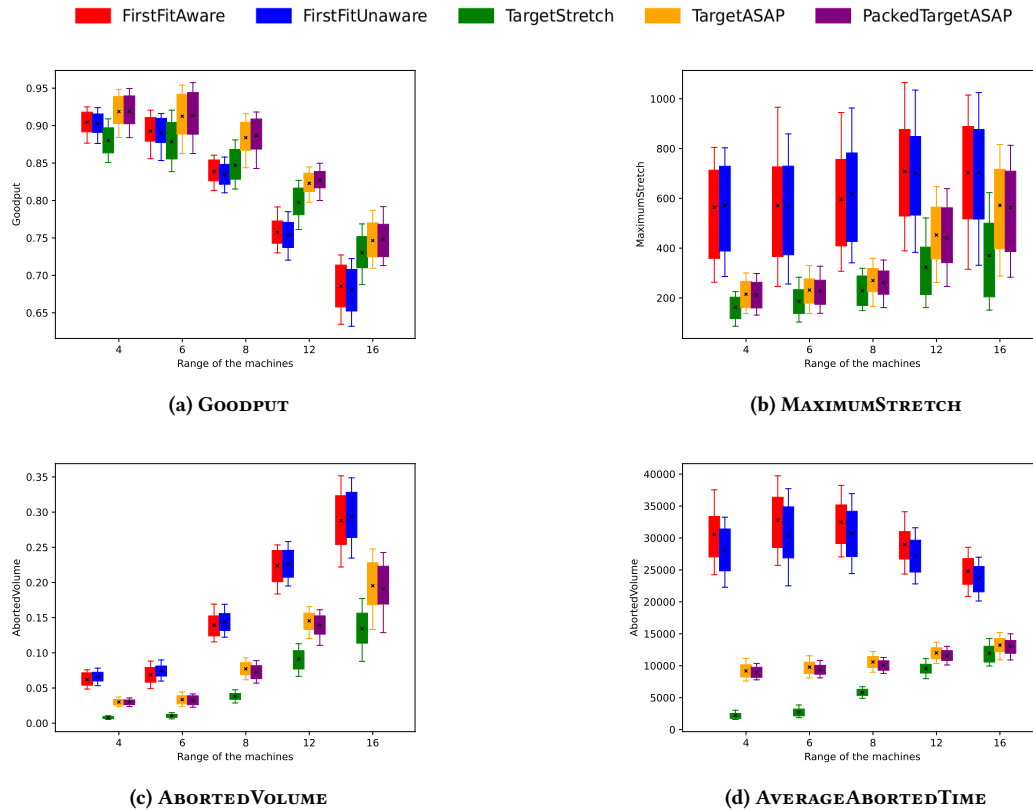 FirstFitAware FirstFitUnaware TargetStretch TargetASAP PackedTargetASAP
0.95
0.90
0.85
0.80
0.75
0.70
0.65
Goodput
4 6 8 12 16
Range of the machines
(a) GOODPUT
1000
800
600
400
200
MaximumStretch
4 6 8 12 16
Range of the machines
(b) MAXIMUMSTRETCH
0.35
0.30
0.25
0.20
0.15
0.10
0.05
0.00
AbortedVolume
4 6 8 12 16
Range of the machines
(c) ABORTEDVOLUME
40000
35000
30000
25000
20000
15000
10000
5000
0
AbortedVolume
4 6 8 12 16
Range of the machines
(d) AVERAGEABORTEDTIME